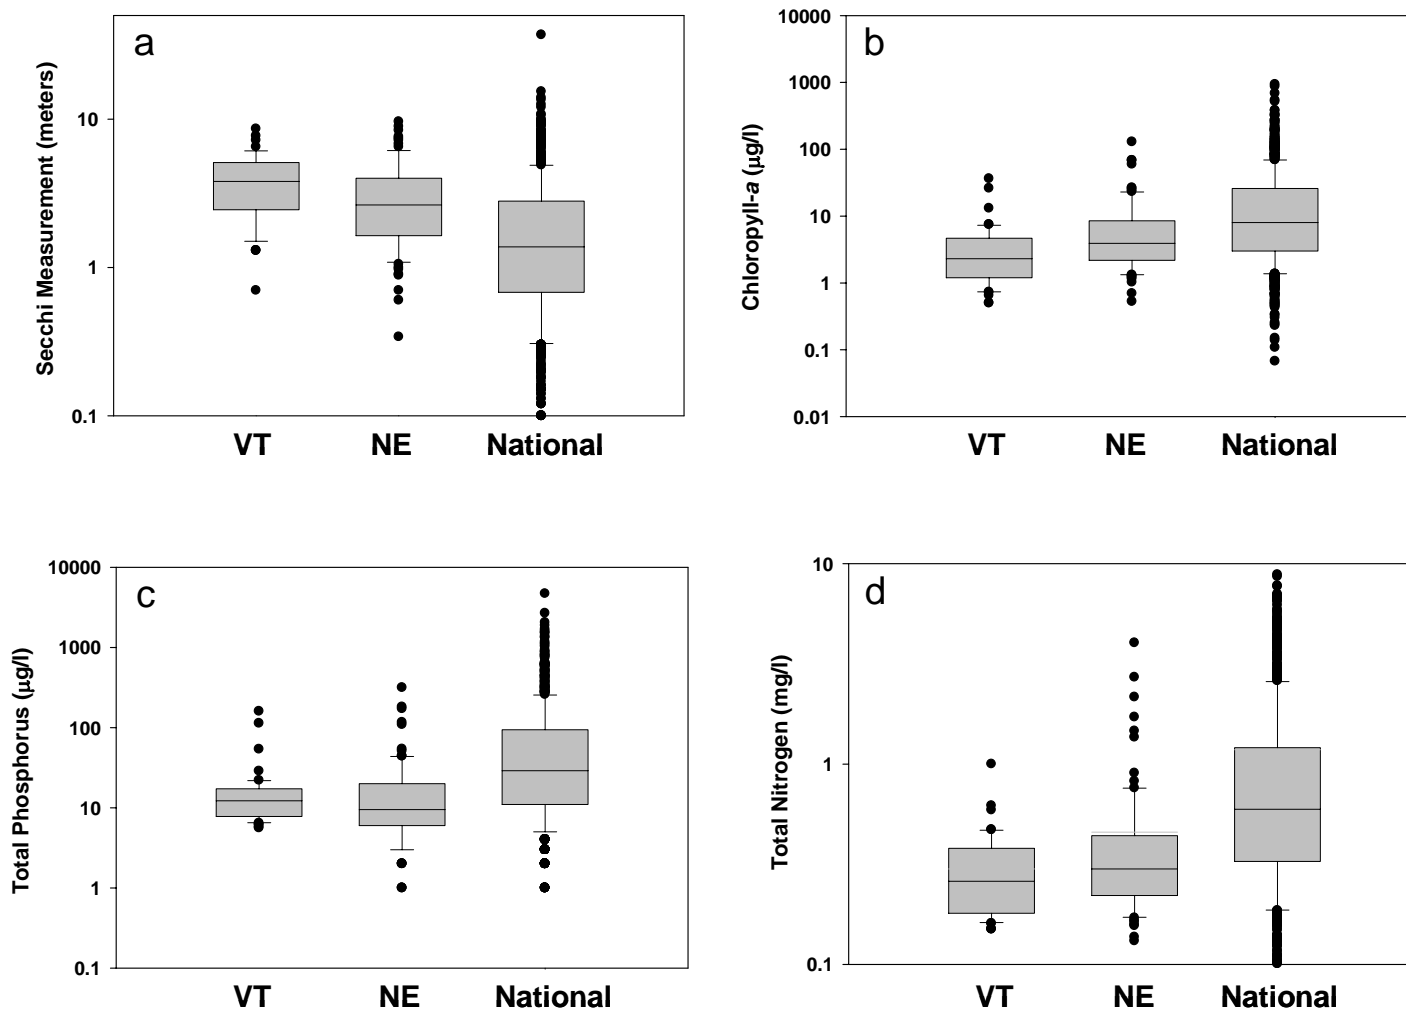 a
Secchi Measurement (meters)
10
1
0.1
VT NE National
b
Chloropyll-a (µg/l)
10000
1000
100
10
1
0.1
0.01
VT NE National
c
Total Phosphorus (µg/l)
10000
1000
100
10
1
0.1
VT NE National
d
Total Nitrogen (mg/l)
10
1
0.1
VT NE National